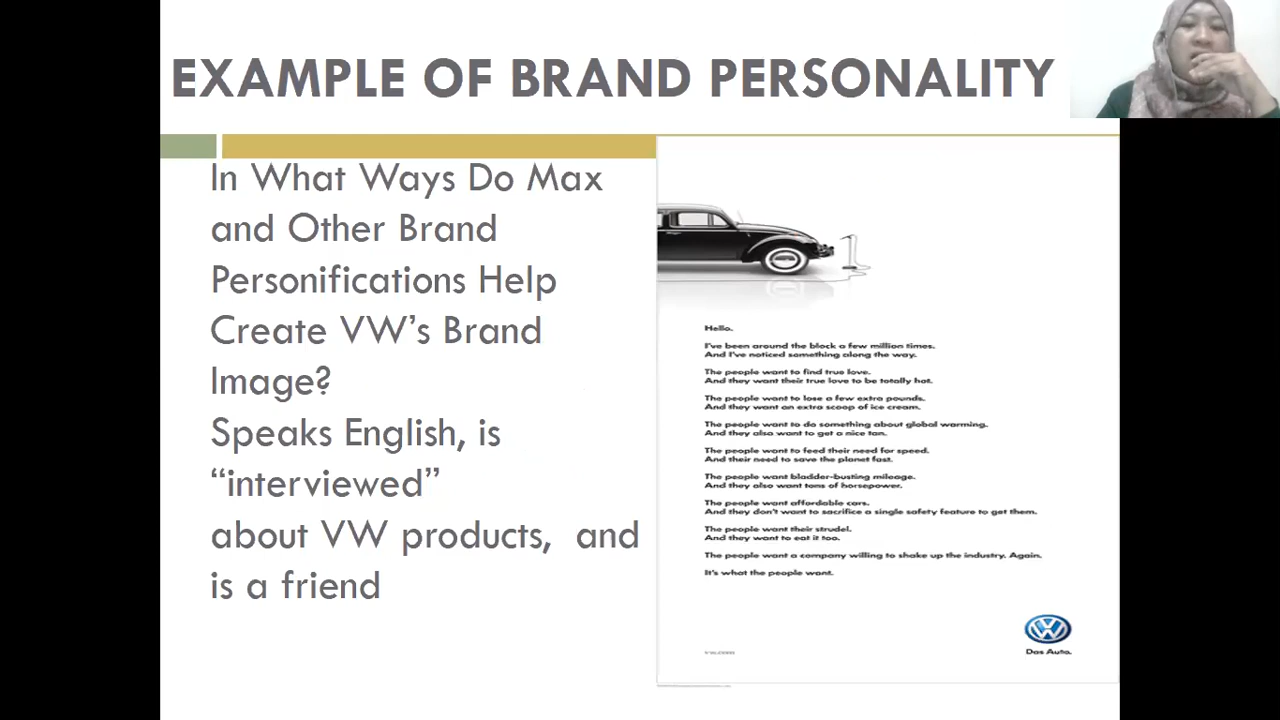 EXAMPLE OF BRAND PERSONALITY
In What Ways Do Max
and Other Brand
Personifications Help
Create VW’s Brand
Image?
Speaks English, is
“interviewed”
about VW products, and
is a friend
Hello.
I've been around the block a few million times.
And I've noticed something along the way.
The people want to find true love.
And they want their true love to be totally hot.
The people want to lose a few extra pounds.
And they want an extra scoop of ice cream.
The people want to do something about global warming.
And they also want to get a nice tan.
The people want to feed their need for speed.
And their need to save the planet fast.
The people want bladder-busting mileage.
And they also want tons of horsepower.
The people want affordable cars.
And they don't want to sacrifice a single safety feature to get them.
The people want their strudel.
And they want to eat it too.
The people want a company willing to shake up the industry. Again.
It's what the people want.
Das Auto.